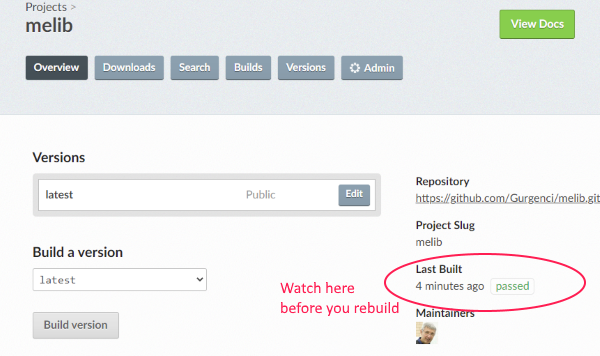 Projects >
melib
View Docs
Overview
Downloads
Search
Builds
Versions
Admin
Versions
latest
Public
Edit
Build a version
latest
Build version
Repository
https://github.com/Gurgenci/melib.git
Project Slug
melib
Last Built
4 minutes ago passed
Maintainers
Watch here
before you rebuild